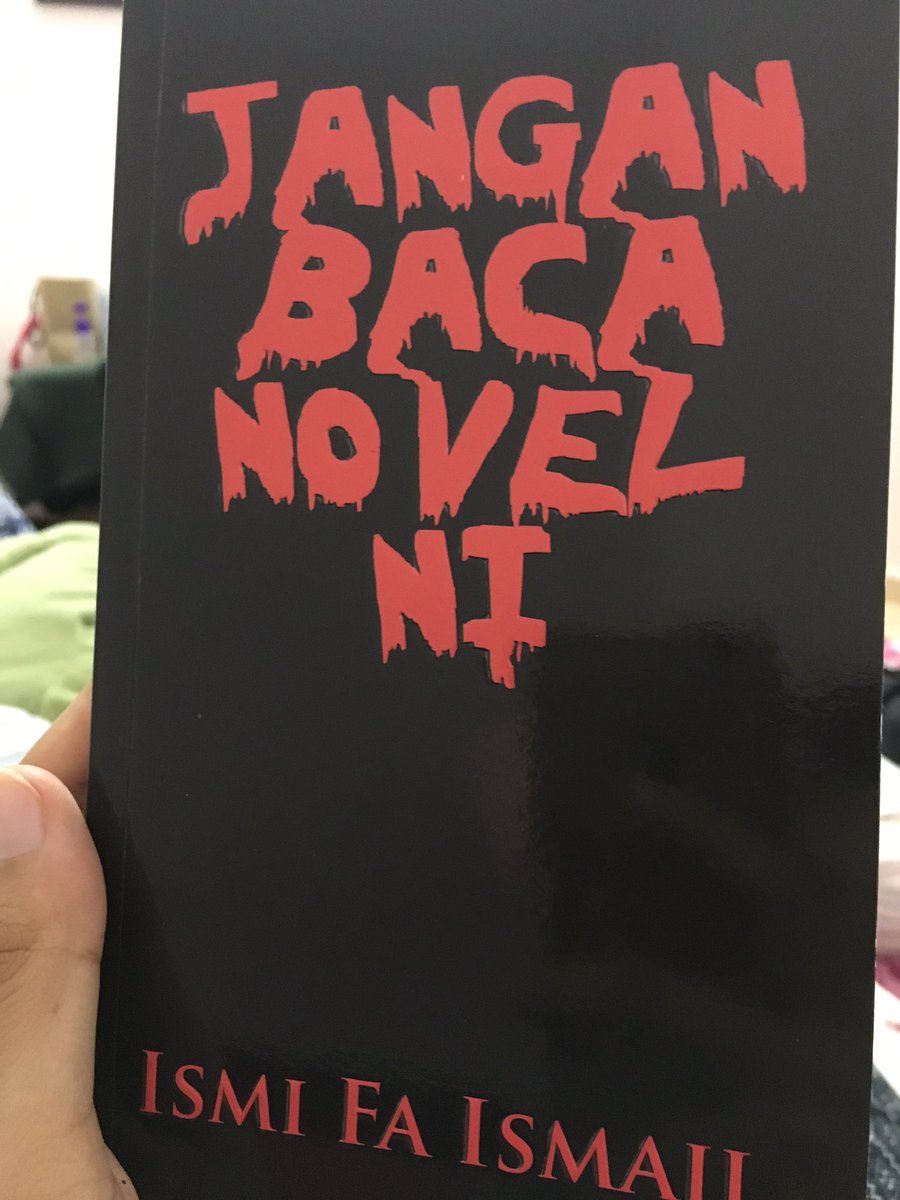 JANGAN
BACA
NOVEL
NI
ISMI FA ISMAIL